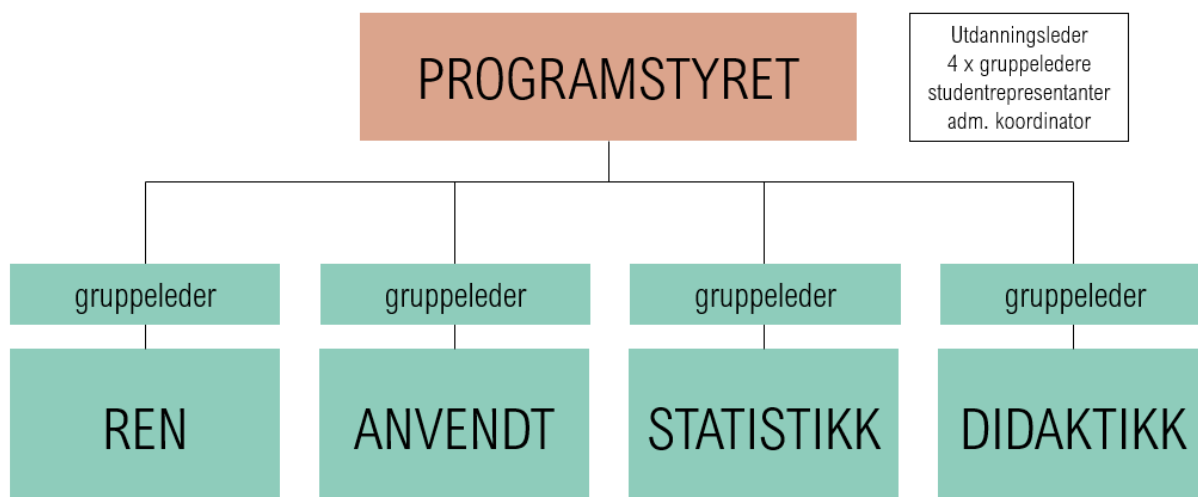 PROGRAMSTYRET
Utdanningsleder
4 x gruppeledere
studentrepresentanter
adm. koordinator
gruppeleder
gruppeleder
gruppeleder
gruppeleder
REN
ANVENDT
STATISTIKK
DIDAKTIKK